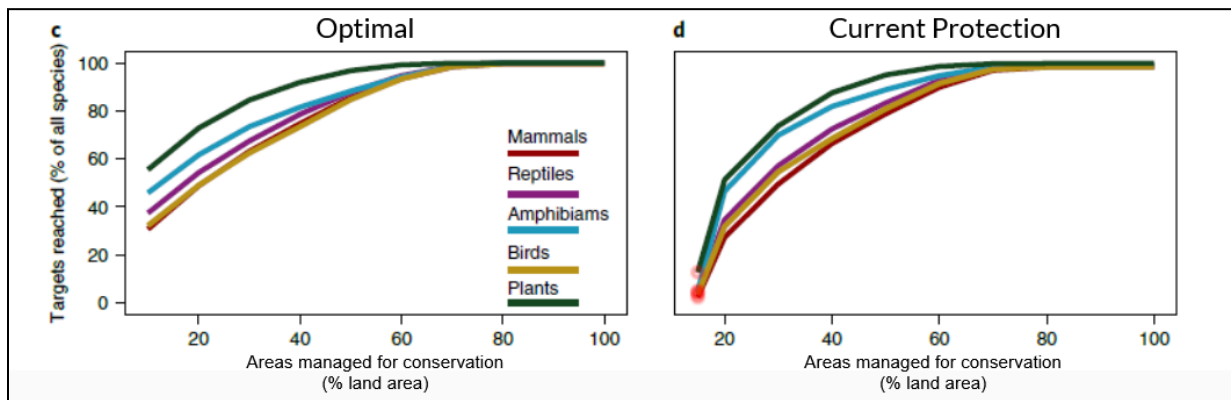 c
Optimal
d
Current Protection
Targets reached (% of all species)
100
80
60
40
20
0
Mammals
Reptiles
Amphibiams
Birds
Plants
20
40
60
80
100
20
40
60
80
100
Areas managed for conservation
(% land area)
Areas managed for conservation
(% land area)